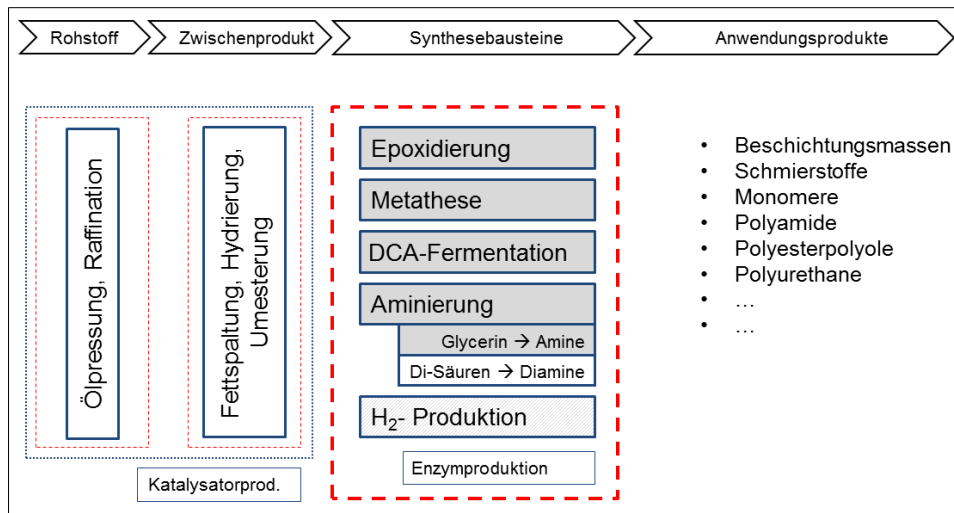 Rohstoff
Zwischenprodukt
Synthesebausteine
Anwendungsprodukte
Ölpressung, Raffination
Fettspaltung, Hydrierung,
Umesterung
Katalysatorprod.
Epoxidierung
Metathese
DCA-Fermentation
Aminierung
Glycerin → Amine
Di-Säuren → Diamine
H₂- Produktion
Enzymproduktion
• Beschichtungsmassen
• Schmierstoffe
• Monomere
• Polyamide
• Polyesterpolyole
• Polyurethane
• …
• …